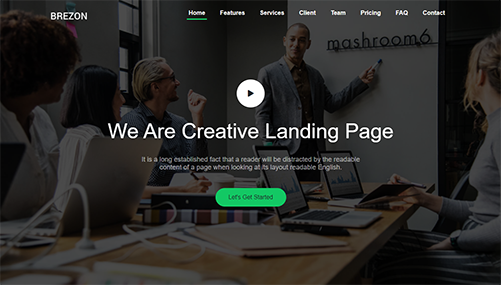 BREZON
Home Features Services Client Team Pricing FAQ Contact
mashroom6
We Are Creative Landing Page
It is a long established fact that a reader will be distracted by the readable
content of a page when looking at its layout readable English.
Let's Get Started